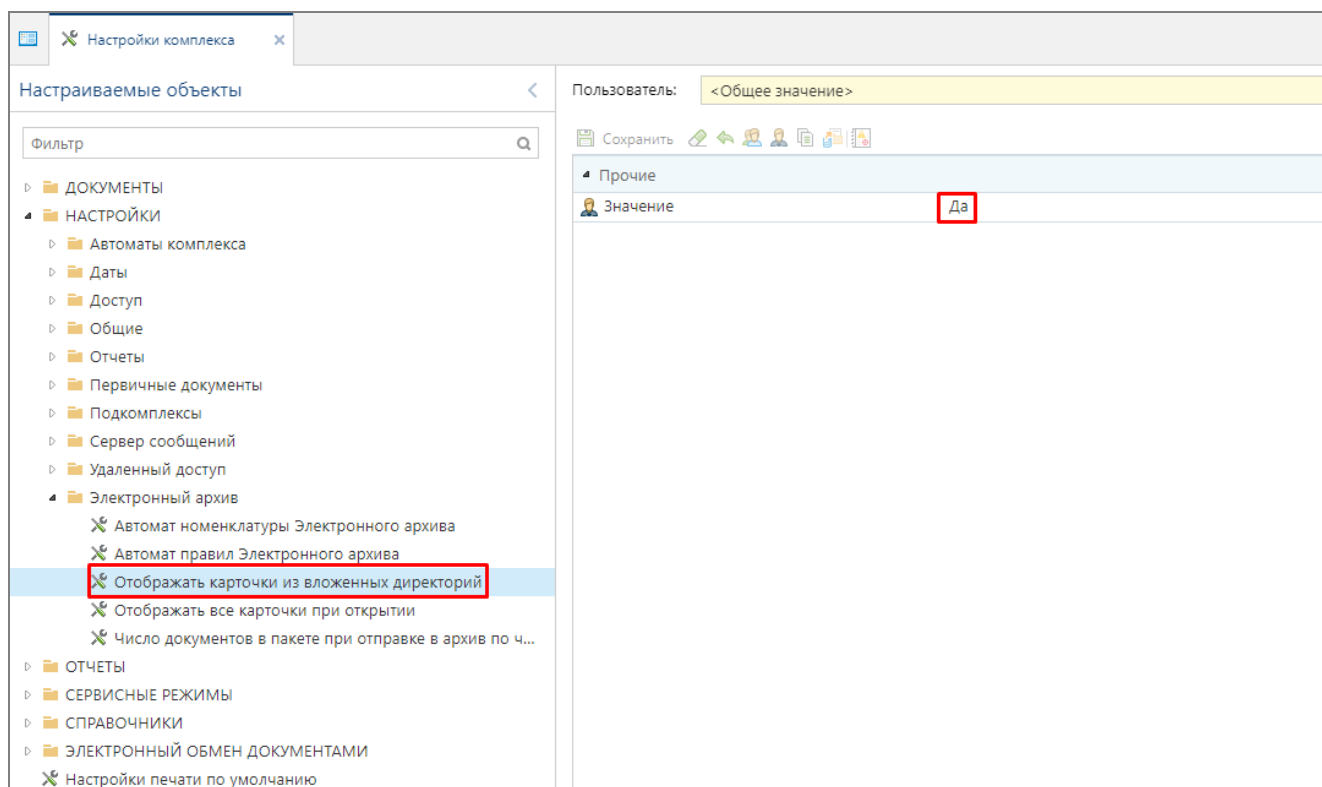 Настройки комплекса
Настраиваемые объекты
Фильтр
ДОКУМЕНТЫ
НАСТРОЙКИ
Автоматы комплекса
Даты
Доступ
Общие
Отчеты
Первичные документы
Подкомплексы
Сервер сообщений
Удаленный доступ
Электронный архив
Автомат номенклатуры Электронного архива
Автомат правил Электронного архива
Отображать карточки из вложенных директорий
Отображать все карточки при открытии
Число документов в пакете при отправке в архив по ч...
ОТЧЕТЫ
СЕРВИСНЫЕ РЕЖИМЫ
СПРАВОЧНИКИ
ЭЛЕКТРОННЫЙ ОБМЕН ДОКУМЕНТАМИ
Настройки печати по умолчанию
Пользователь: <Общее значение>
Сохранить
Прочие
Значение Да